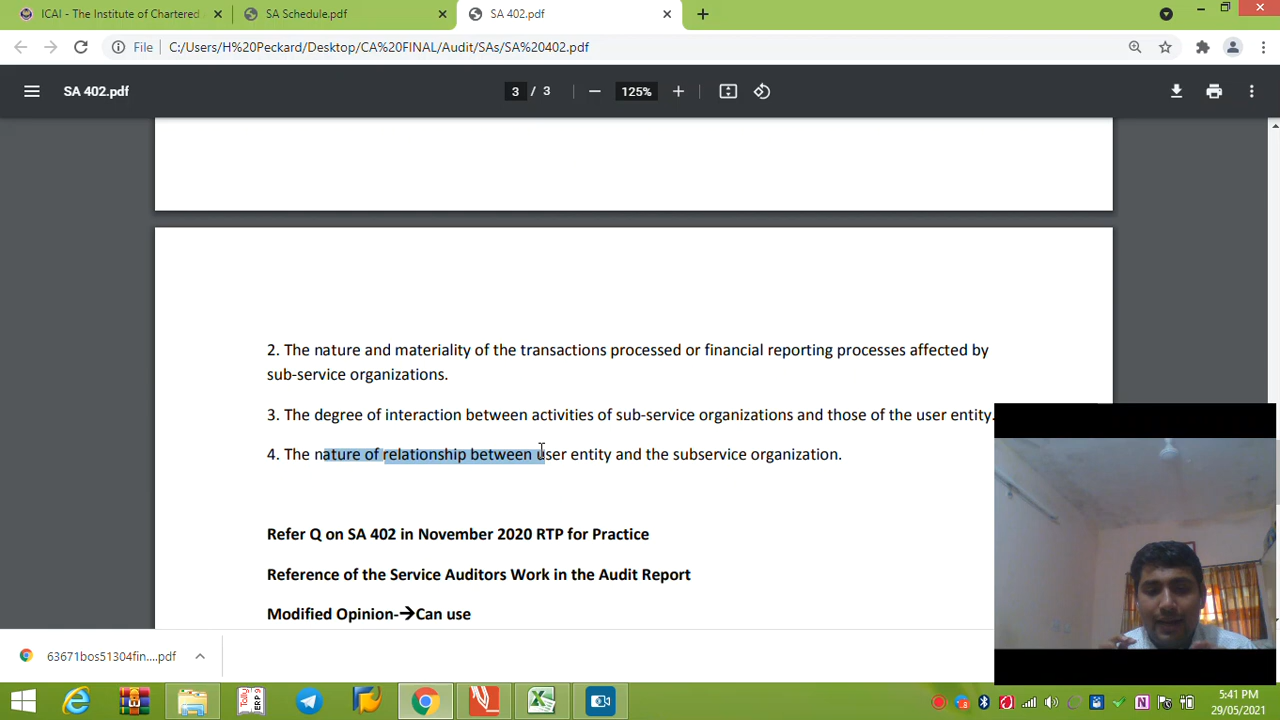 ICAI - The Institute of Chartered
SA Schedule.pdf
SA 402.pdf
File
C:/Users/H%20Peckard/Desktop/CA%20FINAL/Audit/SAs/SA%20402.pdf
SA 402.pdf
3 / 3
125%
2. The nature and materiality of the transactions processed or financial reporting processes affected by
sub-service organizations.
3. The degree of interaction between activities of sub-service organizations and those of the user entity.
4. The nature of relationship between user entity and the subservice organization.
Refer Q on SA 402 in November 2020 RTP for Practice
Reference of the Service Auditors Work in the Audit Report
Modified Opinion-→Can use
63671bos51304fin....pdf
Tally
ERP 9
5:41 PM
29/05/2021